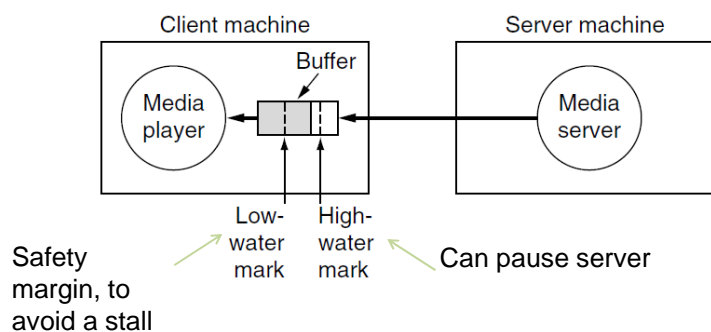 Client machine
Server machine
Buffer
Media
player
Media
server
Low-
water
mark
High-
water
mark
Safety
margin, to
avoid a stall
Can pause server